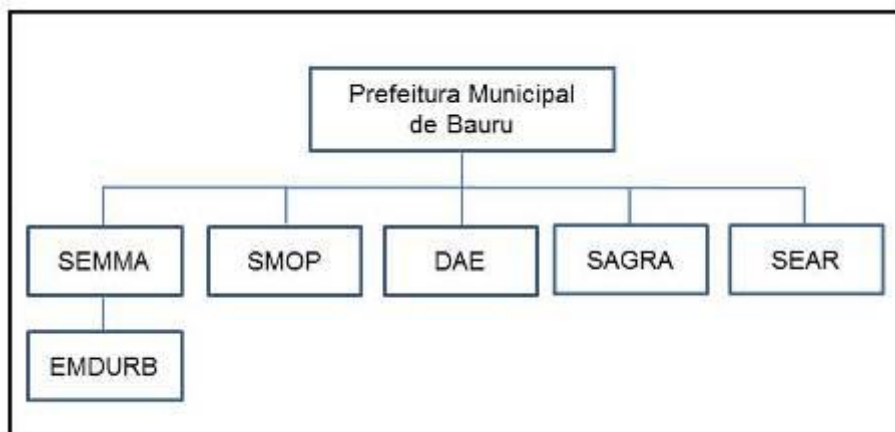 Prefeitura Municipal
de Bauru
SEMMA
SMOP
DAE
SAGRA
SEAR
EMDURB